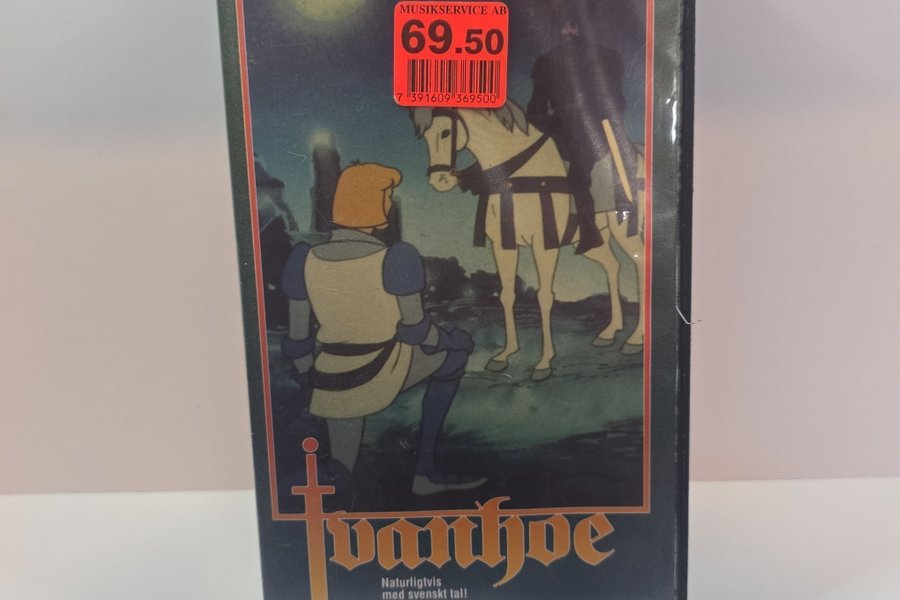 MUSIKSERVICE AB
69.50
7 391609 369500
Ivanhoe
Naturligtvis
med svenskt tal!